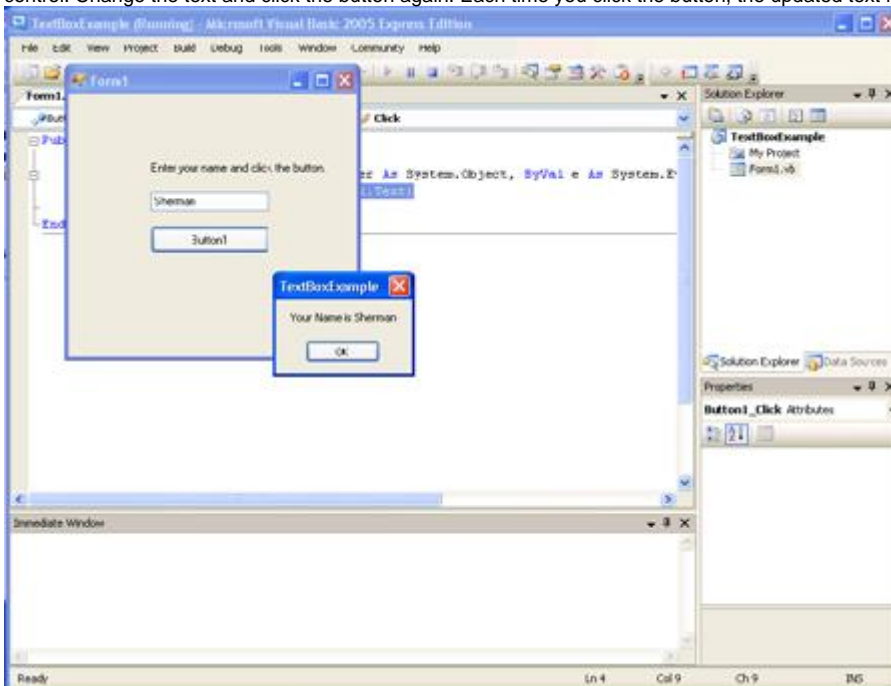 control. Change the text and click the button again. Each time you click the button, the updated text i
TextBoxExample (Running) - Microsoft Visual Basic 2005 Express Edition
File Edit View Project Build Debug Tools Window Community Help
Form1
Form1.
Click
Pub
er As System.Object, ByVal e As System.E
.Text)
End
Enter your name and click the button.
Sherman
Button1
TextBoxExample
Your Name is Sherman
OK
Solution Explorer
TextBoxExample
My Project
Form1.vb
Solution Explorer Data Sources
Properties
Button1_Click Attributes
Immediate Window
Ready Ln 4 Col 9 Ch 9 INS